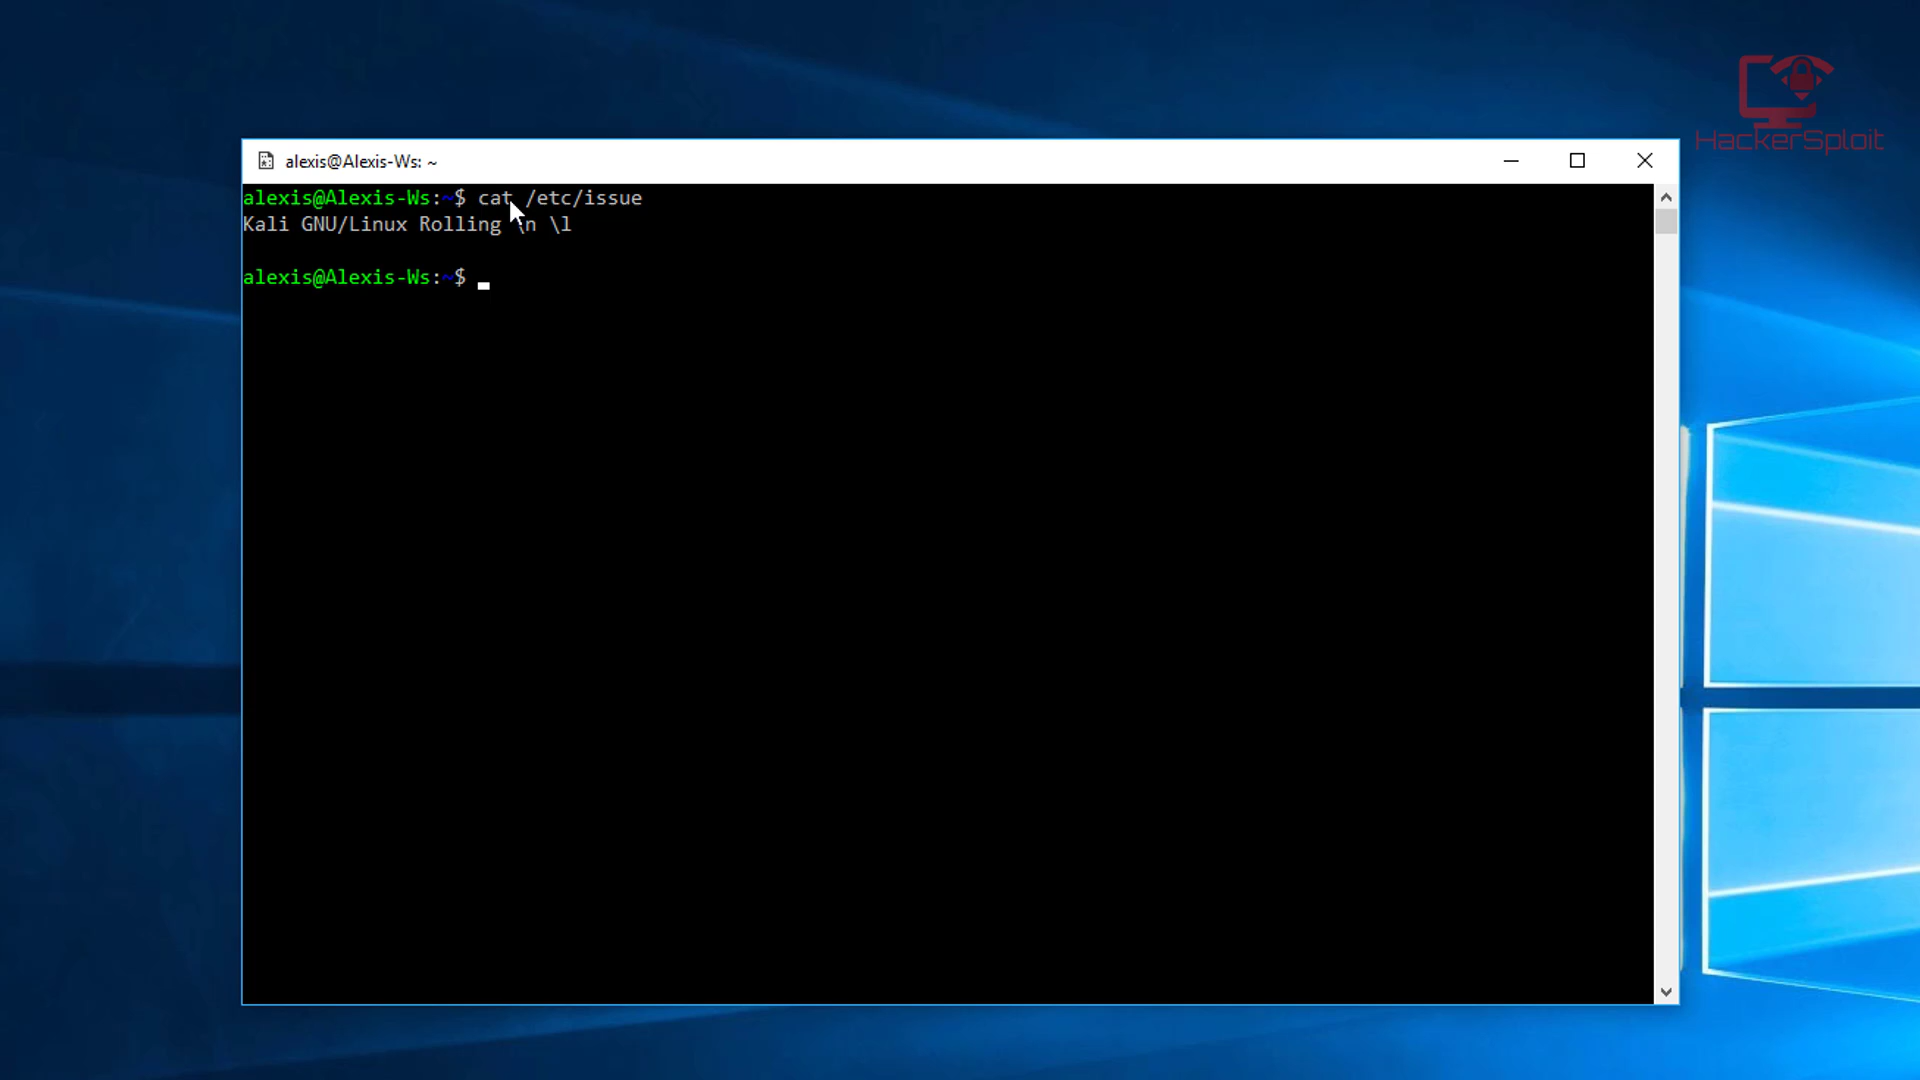 HackerSploit
alexis@Alexis-Ws: ~
alexis@Alexis-Ws:~$ cat /etc/issue
Kali GNU/Linux Rolling \n \l
alexis@Alexis-Ws:~$